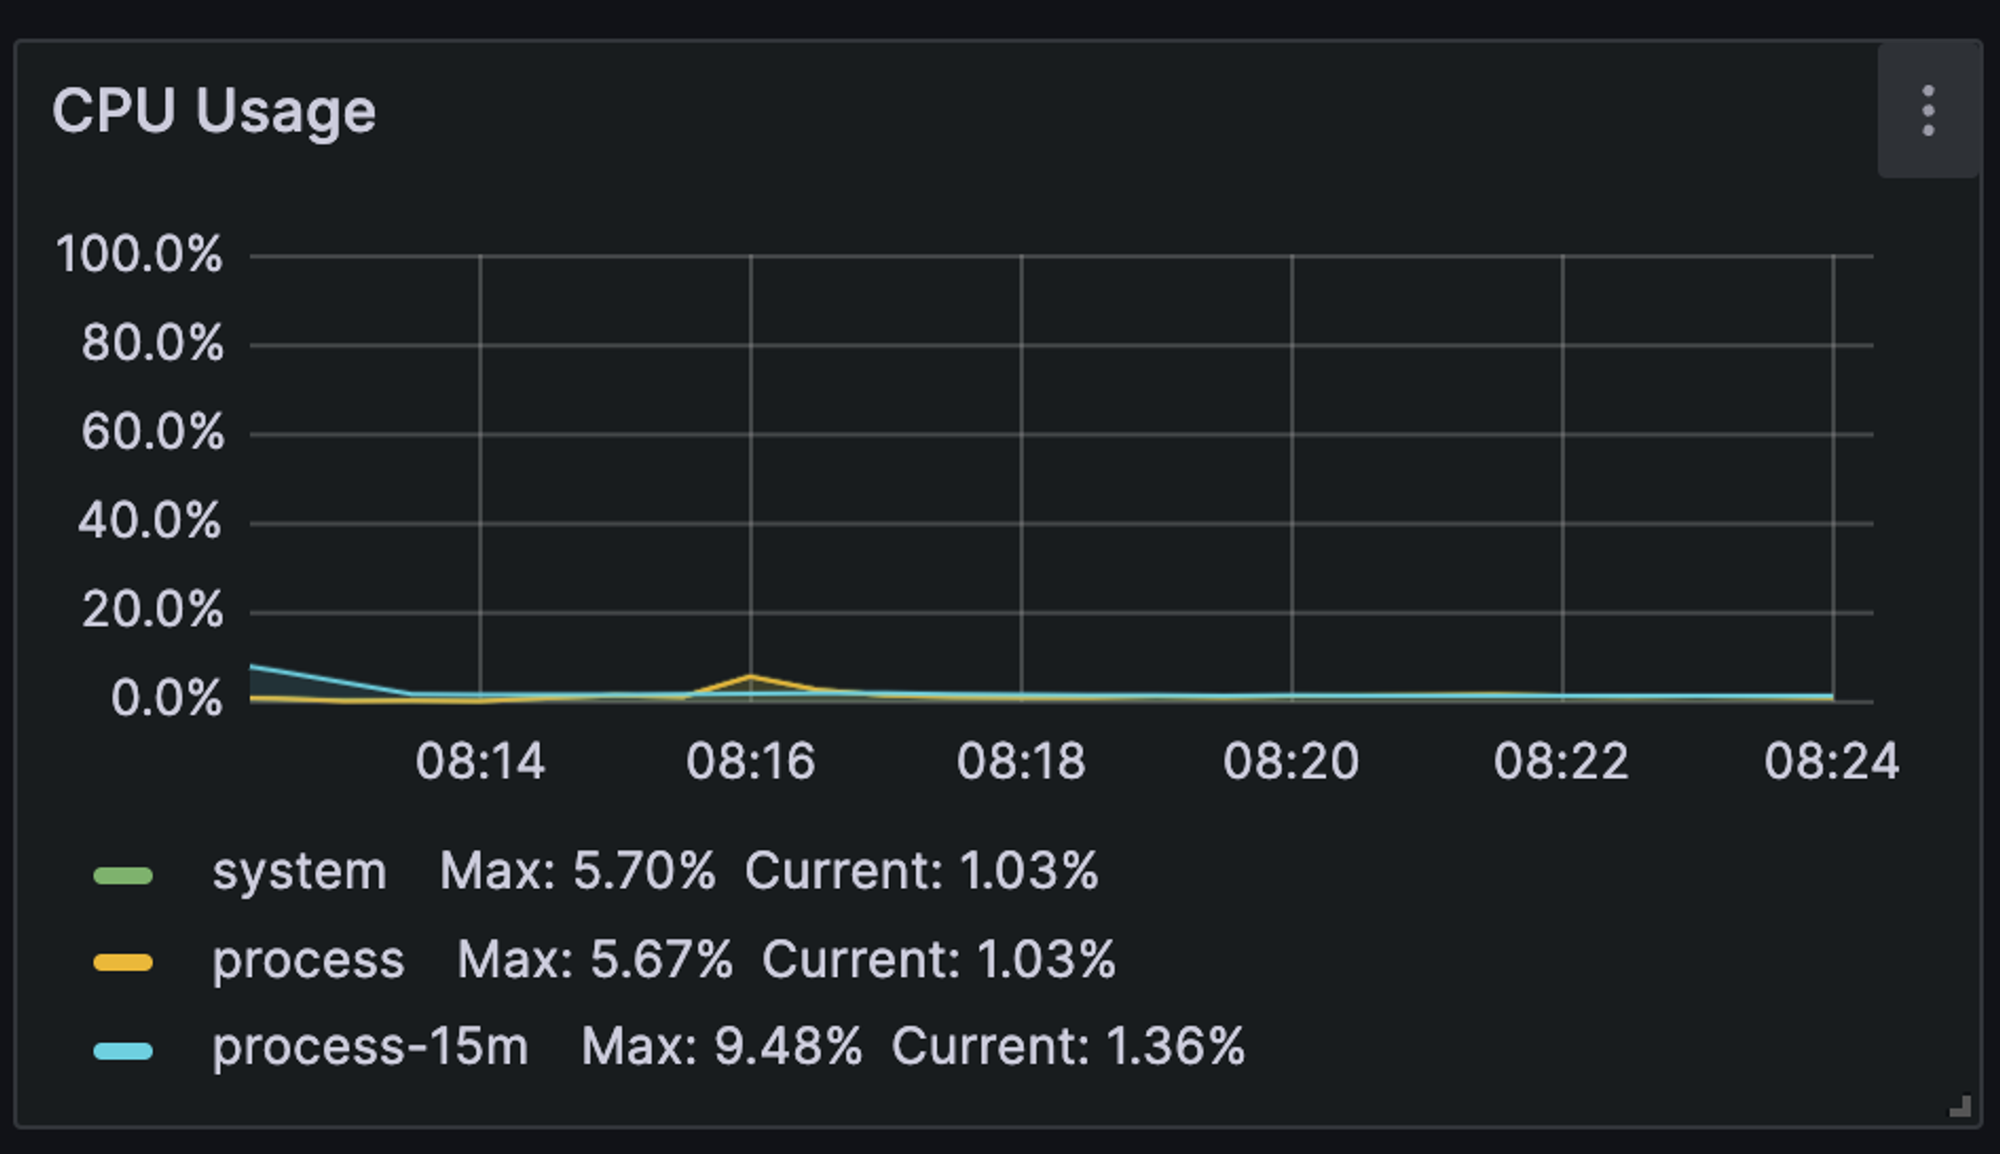 CPU Usage
100.0%
80.0%
60.0%
40.0%
20.0%
0.0%
08:14 08:16 08:18 08:20 08:22 08:24
system Max: 5.70% Current: 1.03%
process Max: 5.67% Current: 1.03%
process-15m Max: 9.48% Current: 1.36%